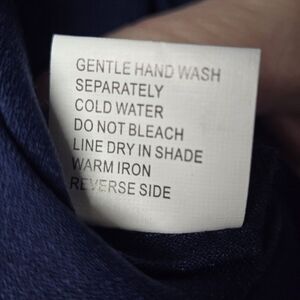 GENTLE HAND WASH
SEPARATELY
COLD WATER
DO NOT BLEACH
LINE DRY IN SHADE
WARM IRON
REVERSE SIDE